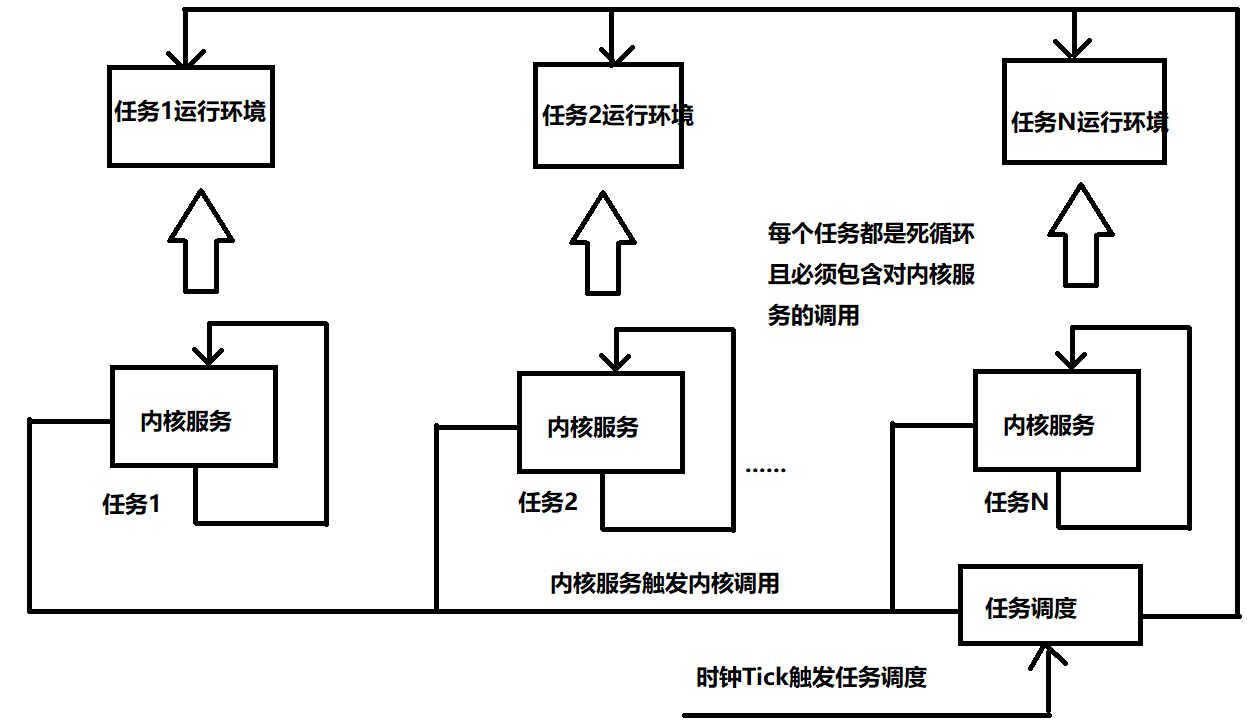 任务1运行环境
任务2运行环境
任务N运行环境
每个任务都是死循环
且必须包含对内核服
务的调用
内核服务
内核服务
内核服务
......
任务1
任务2
任务N
内核服务触发内核调用
任务调度
时钟Tick触发任务调度